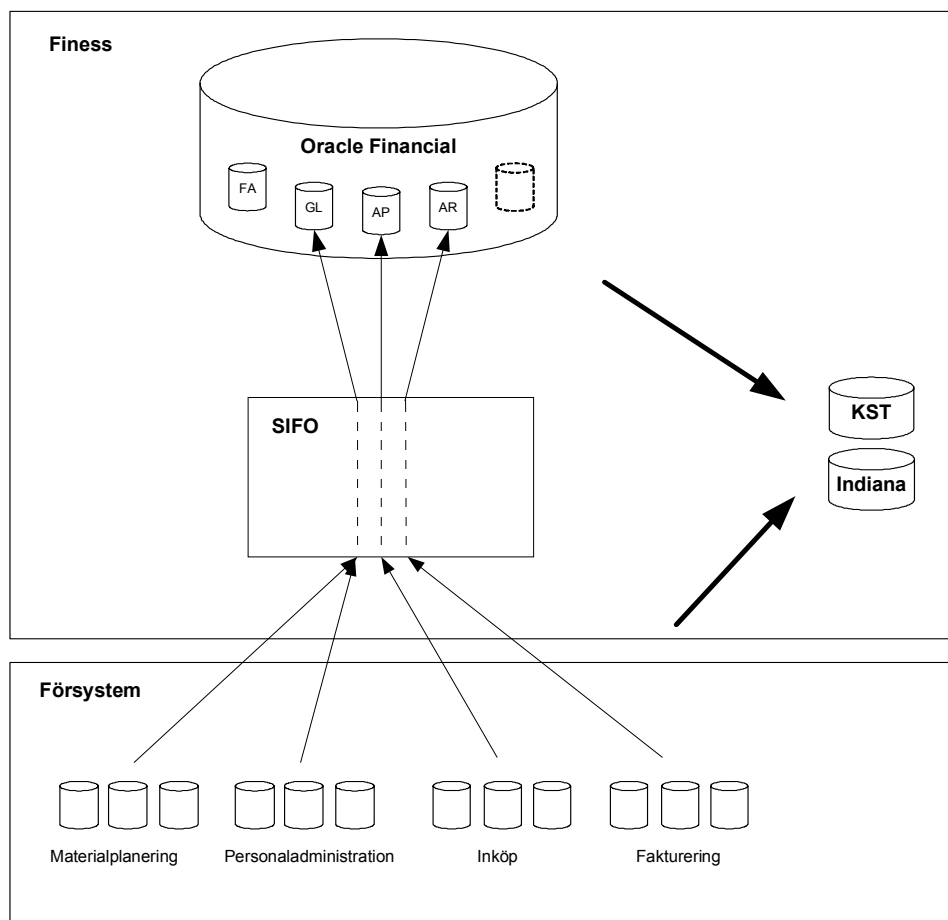 Finess
Oracle Financial
FA
GL
AP
AR
SIFO
KST
Indiana
Försystem
Materialplanering
Personaladministration
Inköp
Fakturering